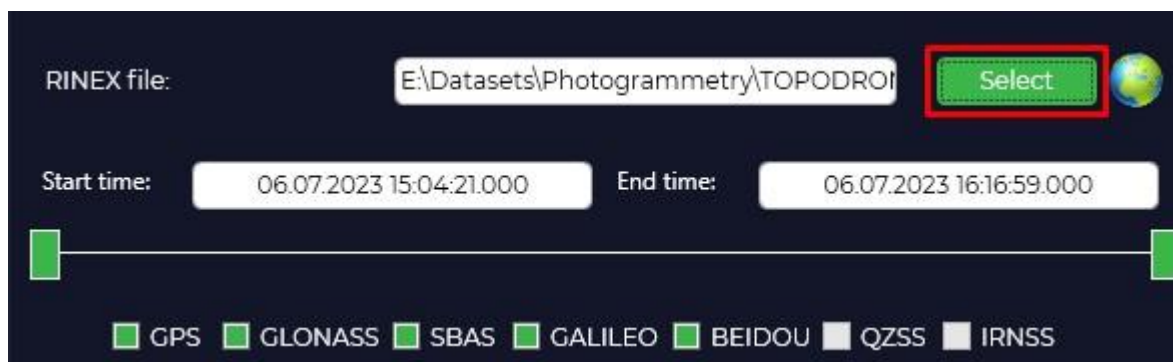 RINEX file: E:\Datasets\Photogrammetry\TOPODRON Select
Start time: 06.07.2023 15:04:21.000 End time: 06.07.2023 16:16:59.000
GPS GLONASS SBAS GALILEO BEIDOU QZSS IRNSS